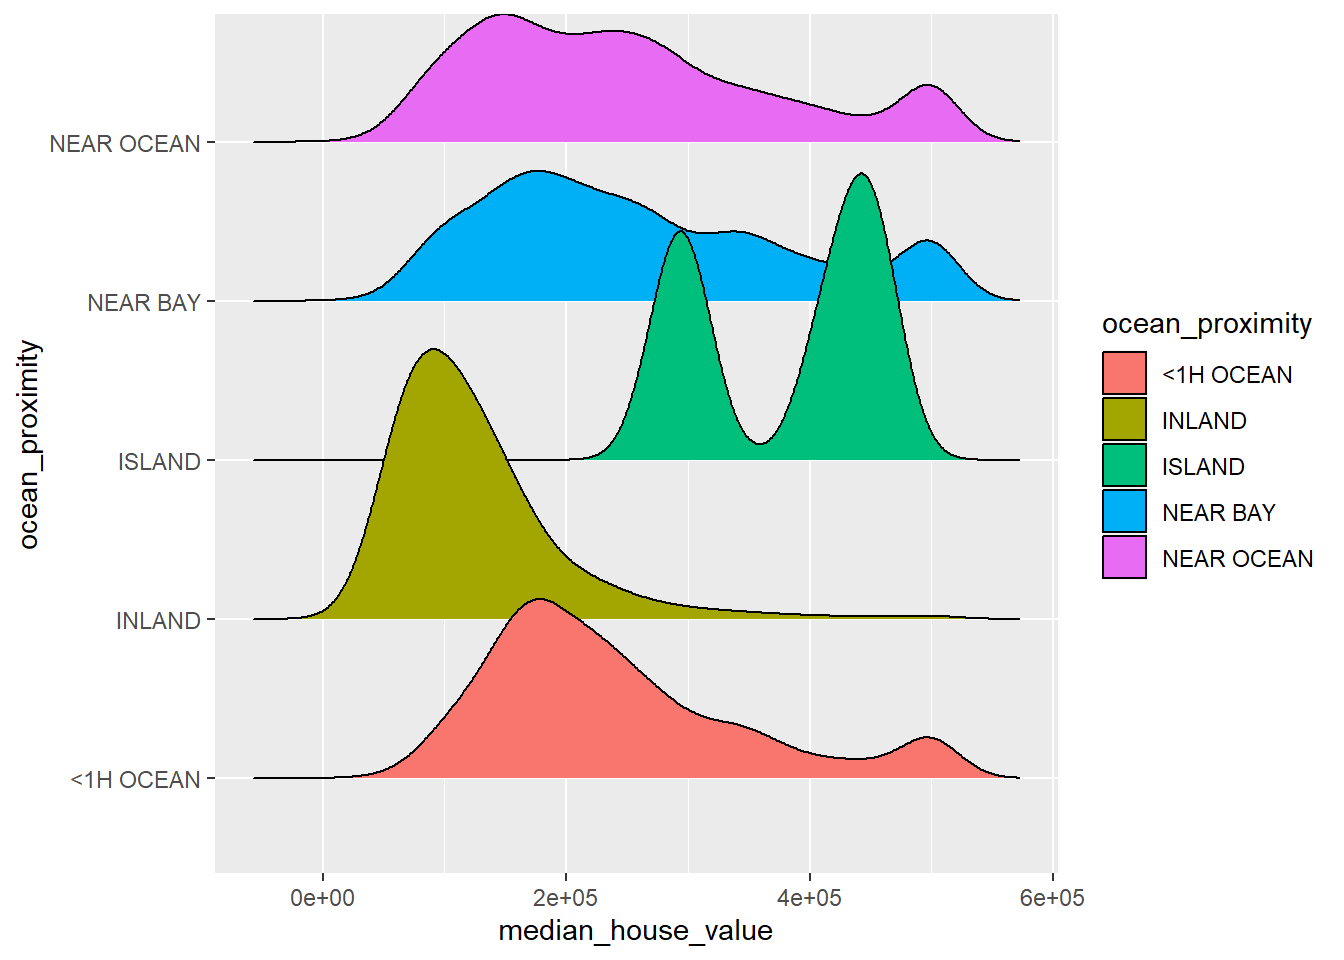 ocean_proximity
NEAR OCEAN
NEAR BAY
ISLAND
INLAND
<1H OCEAN
0e+00
2e+05
4e+05
6e+05
median_house_value
ocean_proximity
<1H OCEAN
INLAND
ISLAND
NEAR BAY
NEAR OCEAN